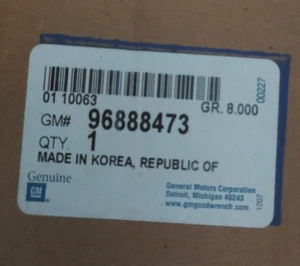 00227
01 10063
GR. 8.000
GM# 96888473
QTY. 1
MADE IN KOREA, REPUBLIC OF
Genuine
GM
General Motors Corporation
Detroit, Michigan 48243
www.gmgoodwrench.com
1207